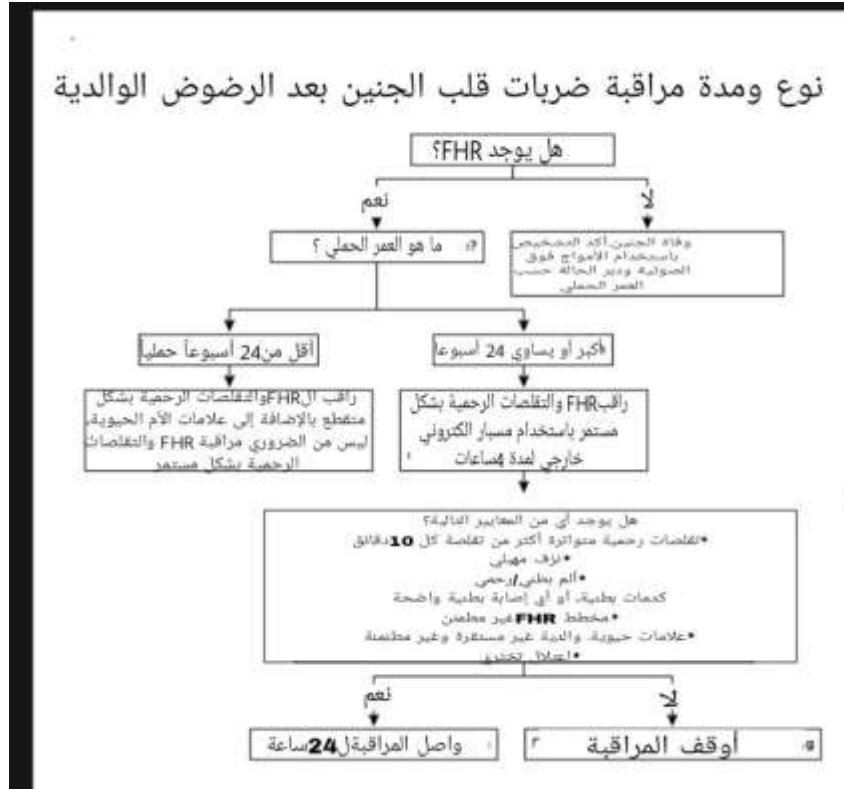 نوع ومدة مراقبة ضربات قلب الجنين بعد الرضوض الوالدية
هل يوجد FHR؟
نعم
لا
ما هو العمر الحملي ؟
وفاة الجنين.أكد التشخيص
باستخدام الأمواج فوق
الصوتية ودبر الحالة حسب
العمر الحملي
أقل من24 أسبوعاً حملياً
أكبر أو يساوي 24 أسبوعا
راقب الFHRوالتقلصات الرحمية بشكل
متقطع بالإضافة إلى علامات الأم الحيوية،
ليس من الضروري مراقبة FHR والتقلصات
الرحمية بشكل مستمر
راقبFHR والتقلصات الرحمية بشكل
مستمر باستخدام مسبار الكتروني
خارجي لمدة
هل يوجد أي من المعايير التالية؟
•تقلصات رحمية متواترة أكثر من تقلصة كل 10دقائق
•نزف مهبلي
•ألم بطني/رحمي
كدمات بطنية، أو أي إصابة بطنية واضحة
•مخطط FHRغير مطمئن
•علامات حيوية والدية غير مستقرة وغير مطمئنة
•اعتلال تخثري
نعم
لا
واصل المراقبةل24ساعة
أوقف المراقبة